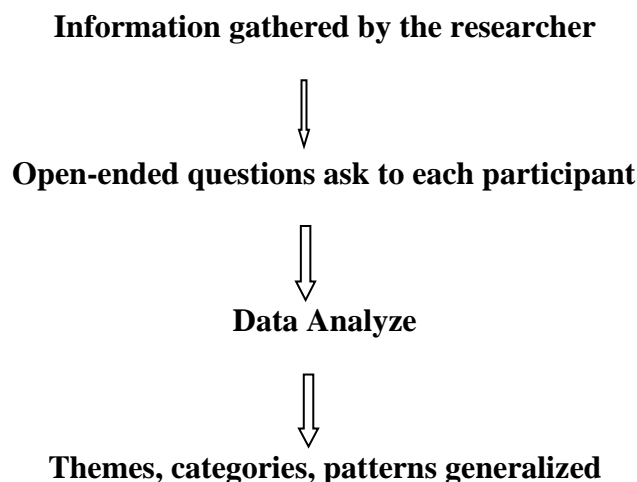 Information gathered by the researcher
Open-ended questions ask to each participant
Data Analyze
Themes, categories, patterns generalized